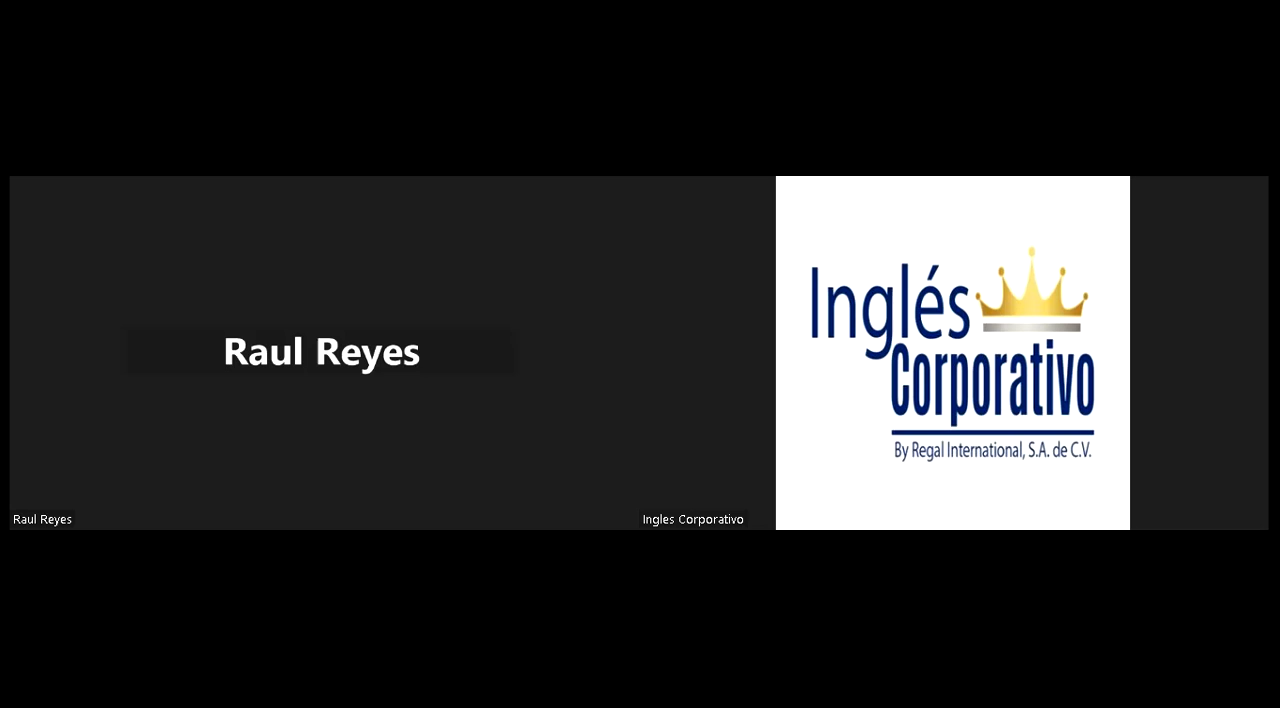 Raul Reyes
Raul Reyes
Inglés
Corporativo
By Regal International, S.A. de C.V.
Ingles Corporativo